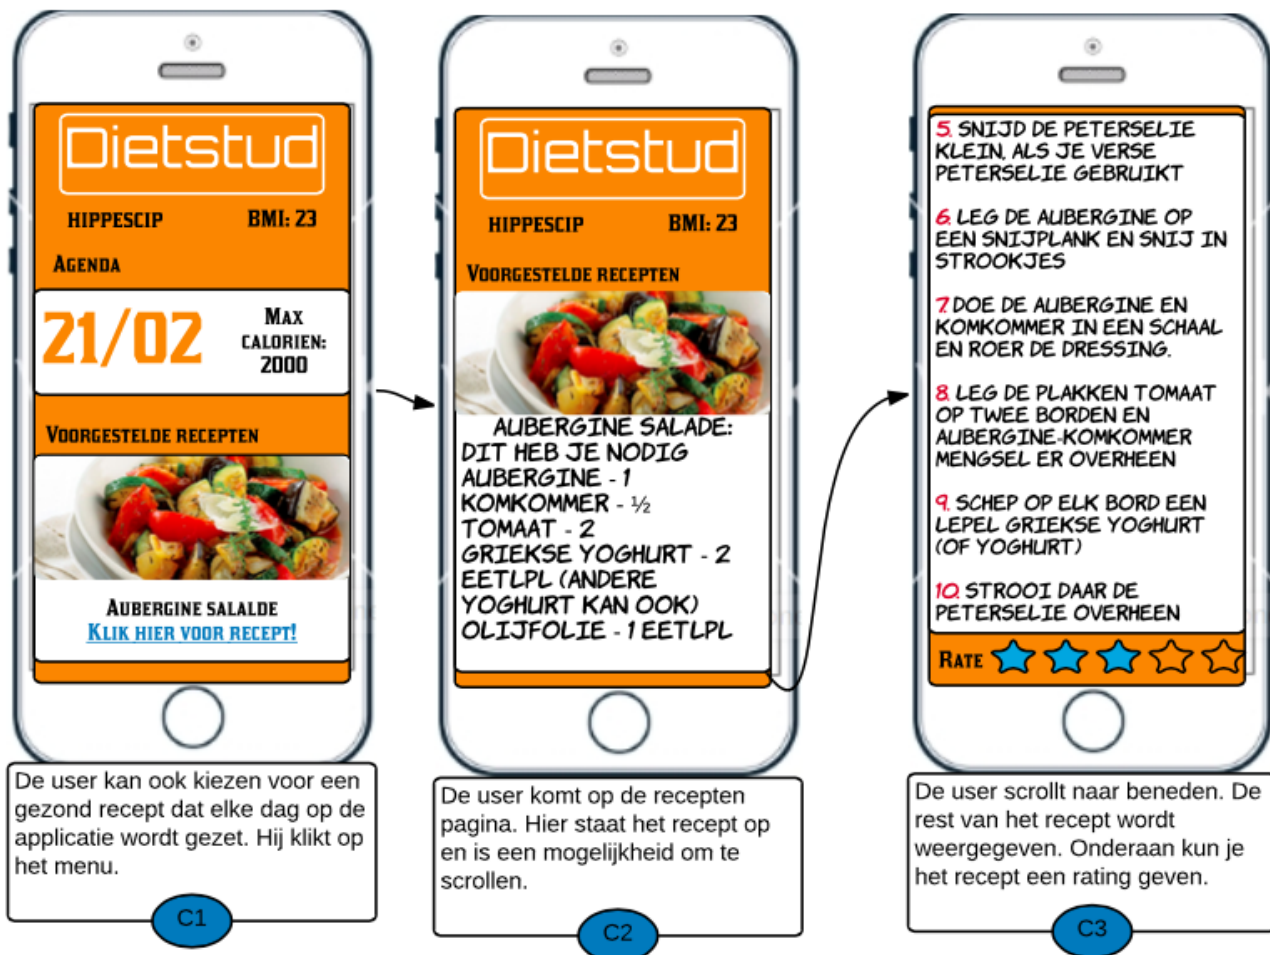 Dietstud
HIPPESCIP BMI: 23
AGENDA
21/02
MAX
CALORIEN:
2000
VOORGESTELDE RECEPTEN
AUBERGINE SALALDE
KLIK HIER VOOR RECEPT!
De user kan ook kiezen voor een
gezond recept dat elke dag op de
applicatie wordt gezet. Hij klikt op
het menu.
C1
Dietstud
HIPPESCIP BMI: 23
VOORGESTELDE RECEPTEN
AUBERGINE SALADE:
DIT HEB JE NODIG
AUBERGINE - 1
KOMKOMMER - ½
TOMAAT - 2
GRIEKSE YOGHURT - 2
EETLPL (ANDERE
YOGHURT KAN OOK)
OLIJFOLIE - 1 EETLPL
De user komt op de recepten
pagina. Hier staat het recept op
en is een mogelijkheid om te
scrollen.
C2
5. SNIJD DE PETERSELIE
KLEIN, ALS JE VERSE
PETERSELIE GEBRUIKT
6. LEG DE AUBERGINE OP
EEN SNIJPLANK EN SNIJ IN
STROOKJES
7. DOE DE AUBERGINE EN
KOMKOMMER IN EEN SCHAAL
EN ROER DE DRESSING.
8. LEG DE PLAKKEN TOMAAT
OP TWEE BORDEN EN
AUBERGINE-KOMKOMMER
MENGSEL ER OVERHEEN
9. SCHEP OP ELK BORD EEN
LEPEL GRIEKSE YOGHURT
(OF YOGHURT)
10. STROOI DAAR DE
PETERSELIE OVERHEEN
RATE
De user scrollt naar beneden. De
rest van het recept wordt
weergegeven. Onderaan kun je
het recept een rating geven.
C3